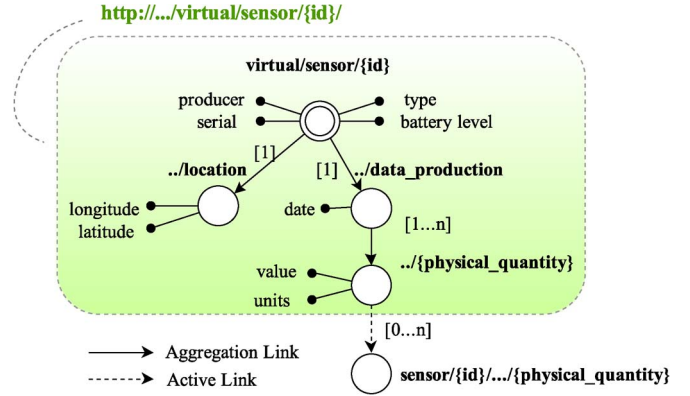 http://.../virtual/sensor/{id}/
virtual/sensor/{id}
producer
type
serial
battery level
[1]
../location
[1]
../data_production
longitude
latitude
date
[1...n]
../{physical_quantity}
value
units
[0...n]
Aggregation Link
Active Link
sensor/{id}/.../{physical_quantity}